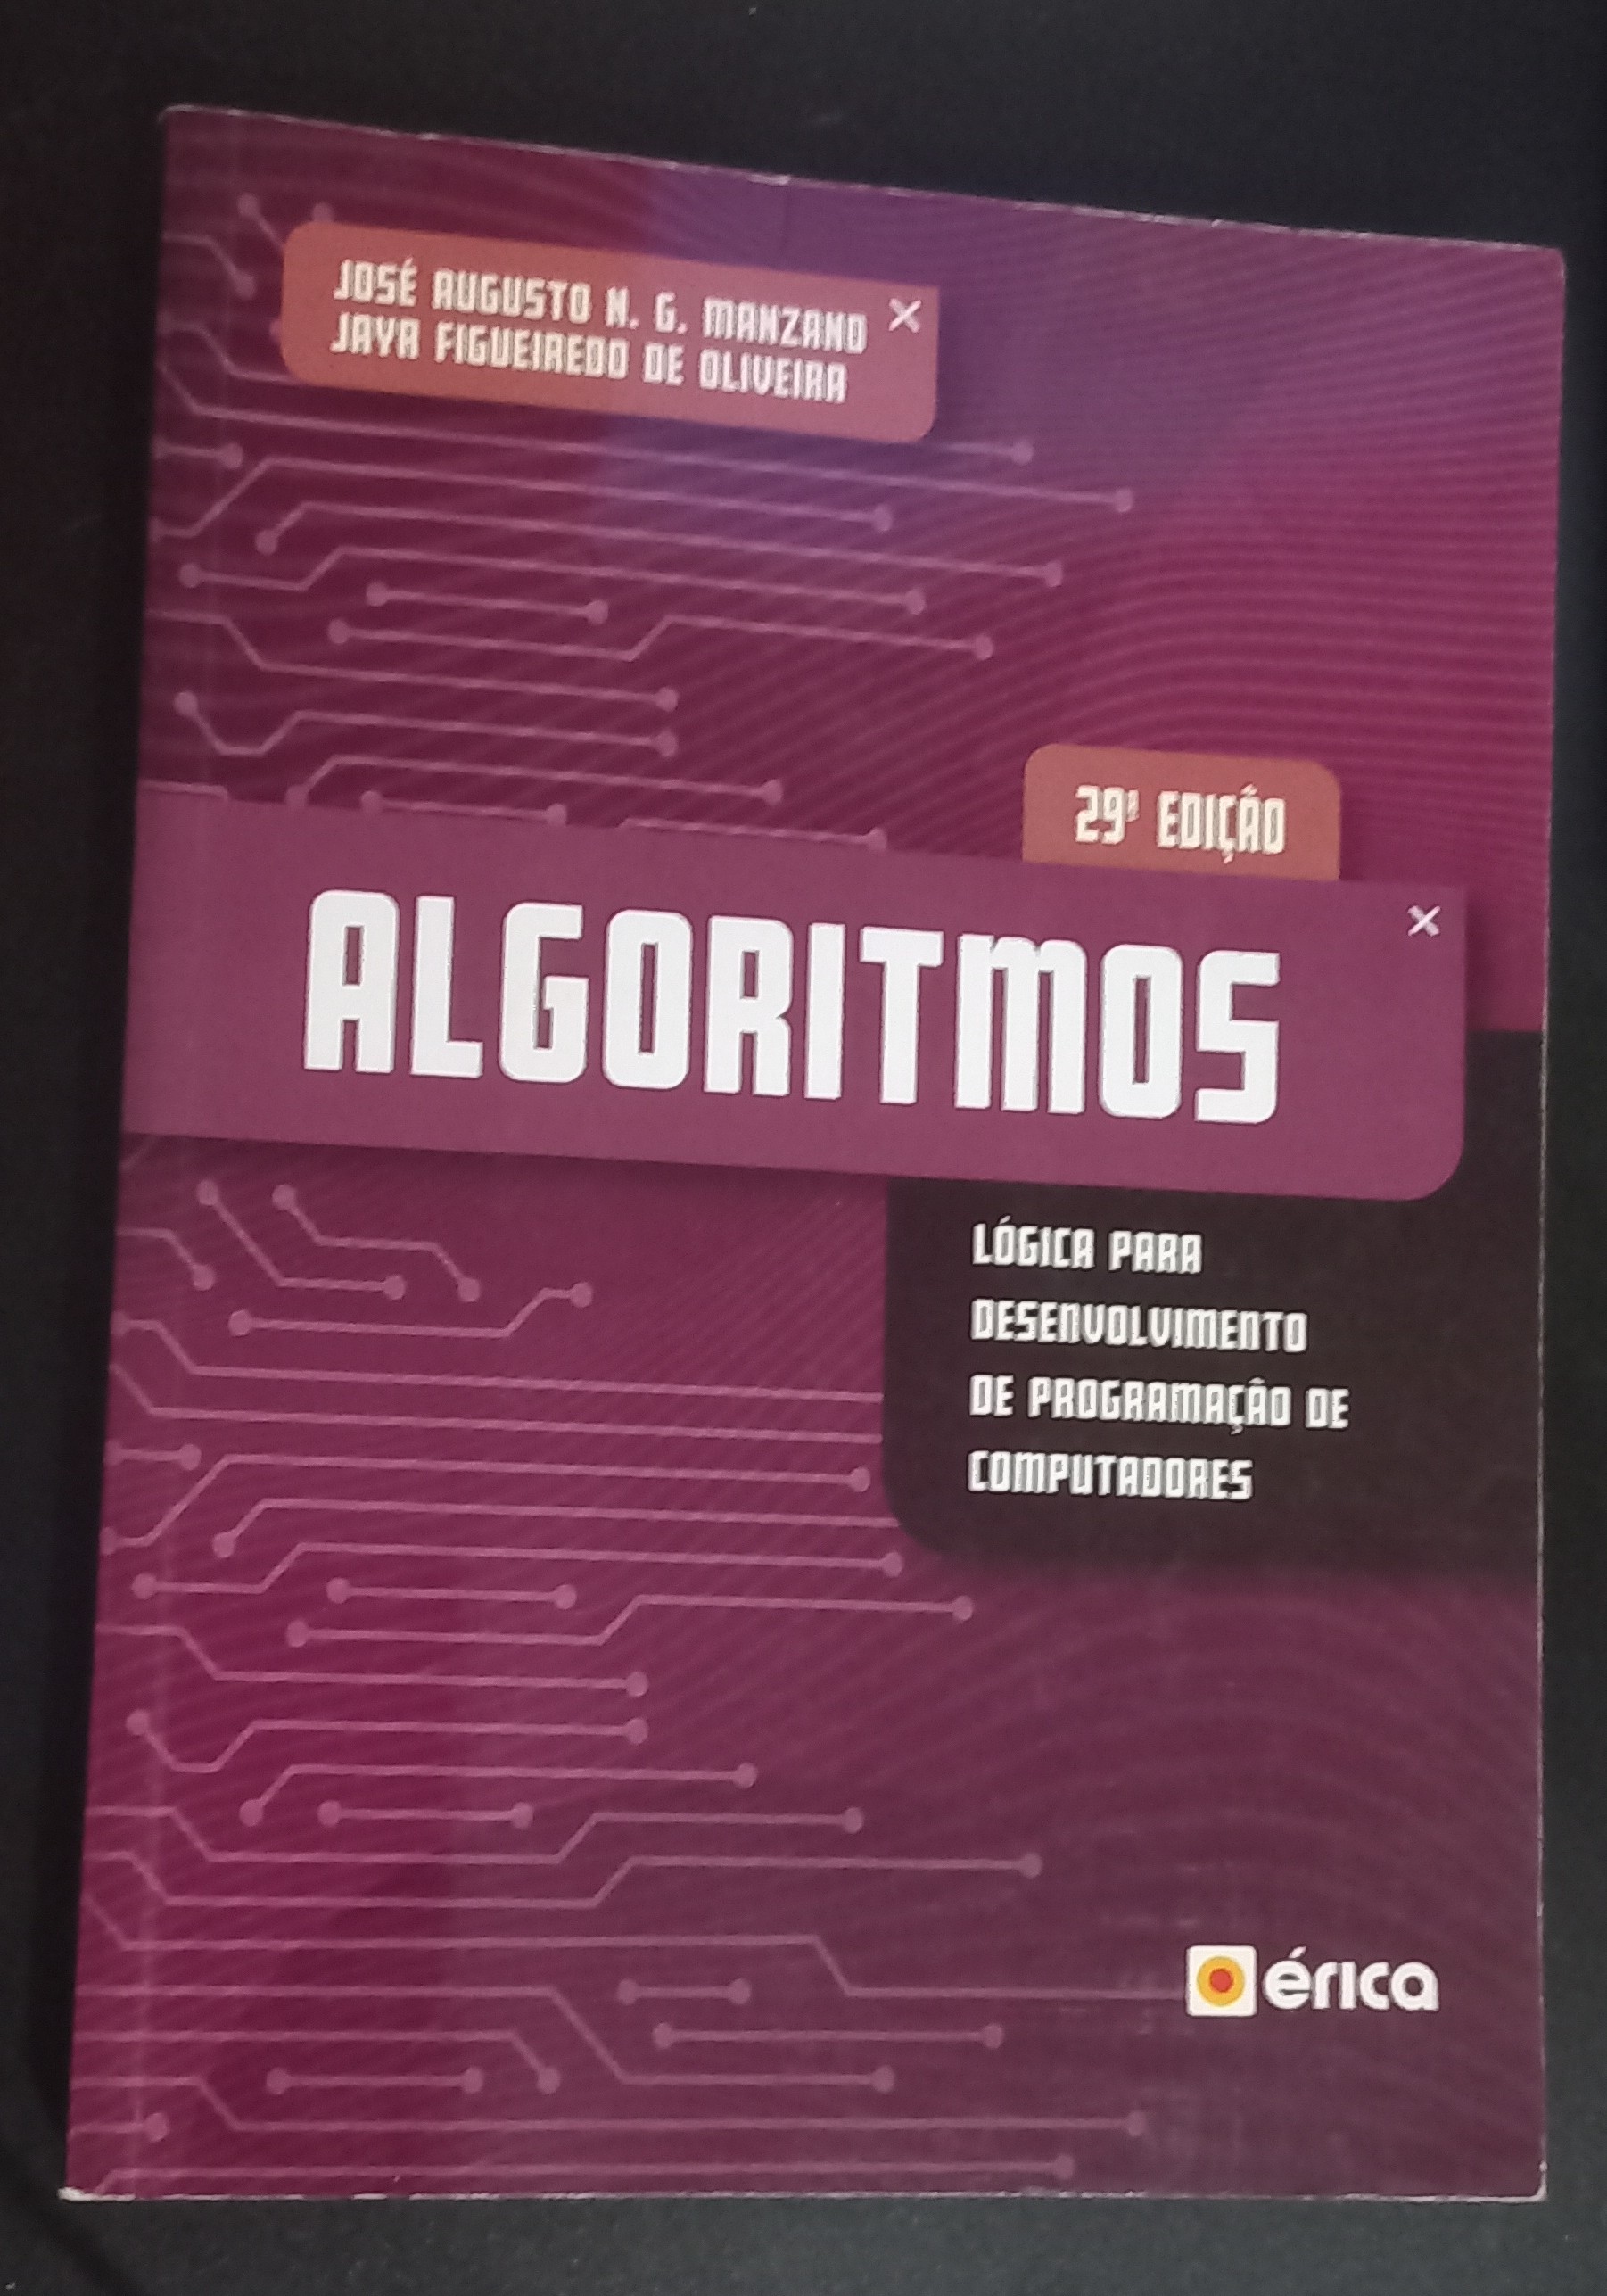 JOSÉ AUGUSTO N. G. MANZANO
JAYR FIGUEIREDO DE OLIVEIRA
29ª EDIÇÃO
ALGORITMOS
LÓGICA PARA
DESENVOLVIMENTO
DE PROGRAMAÇÃO DE
COMPUTADORES
érica